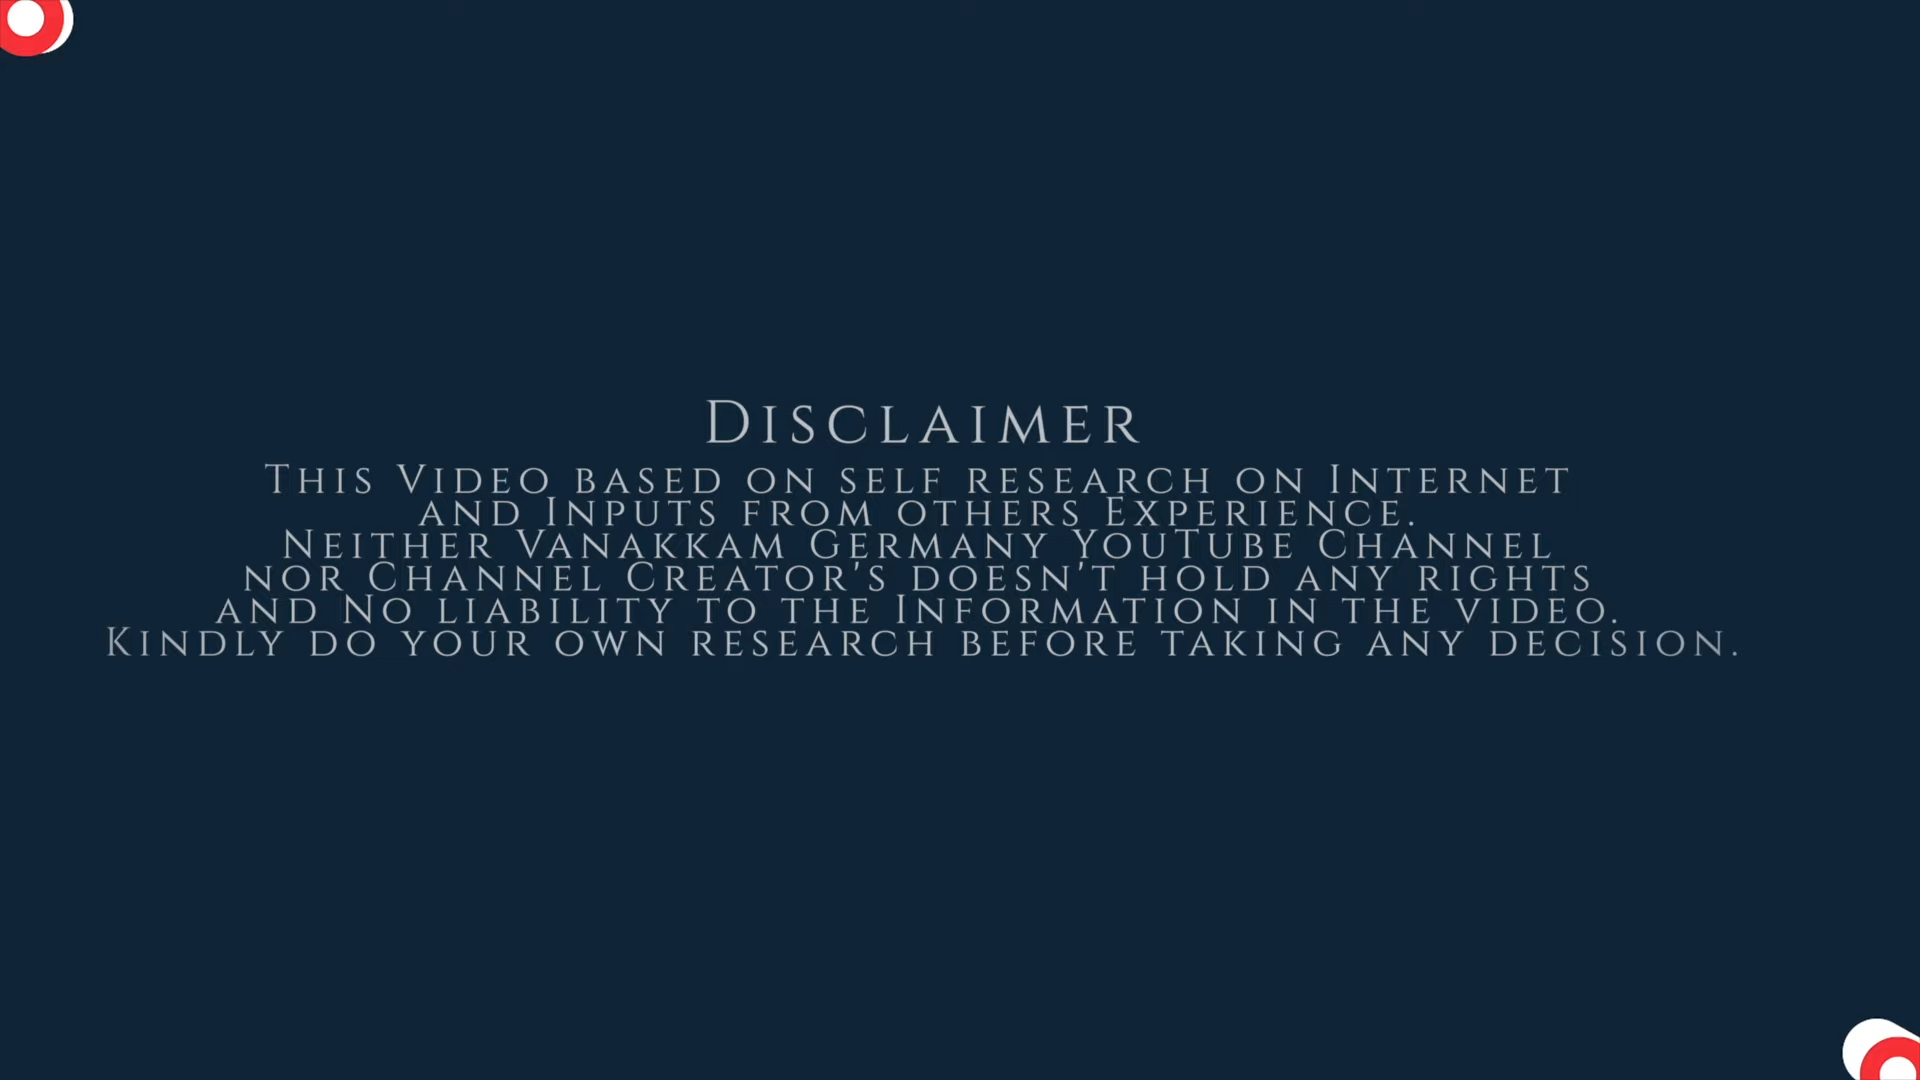 Disclaimer
This Video based on self research on Internet
and Inputs from others Experience.
Neither Vanakkam Germany YouTube Channel
nor Channel Creator's doesn't hold any rights
and No liability to the Information in the video.
Kindly do your own research before taking any decision.